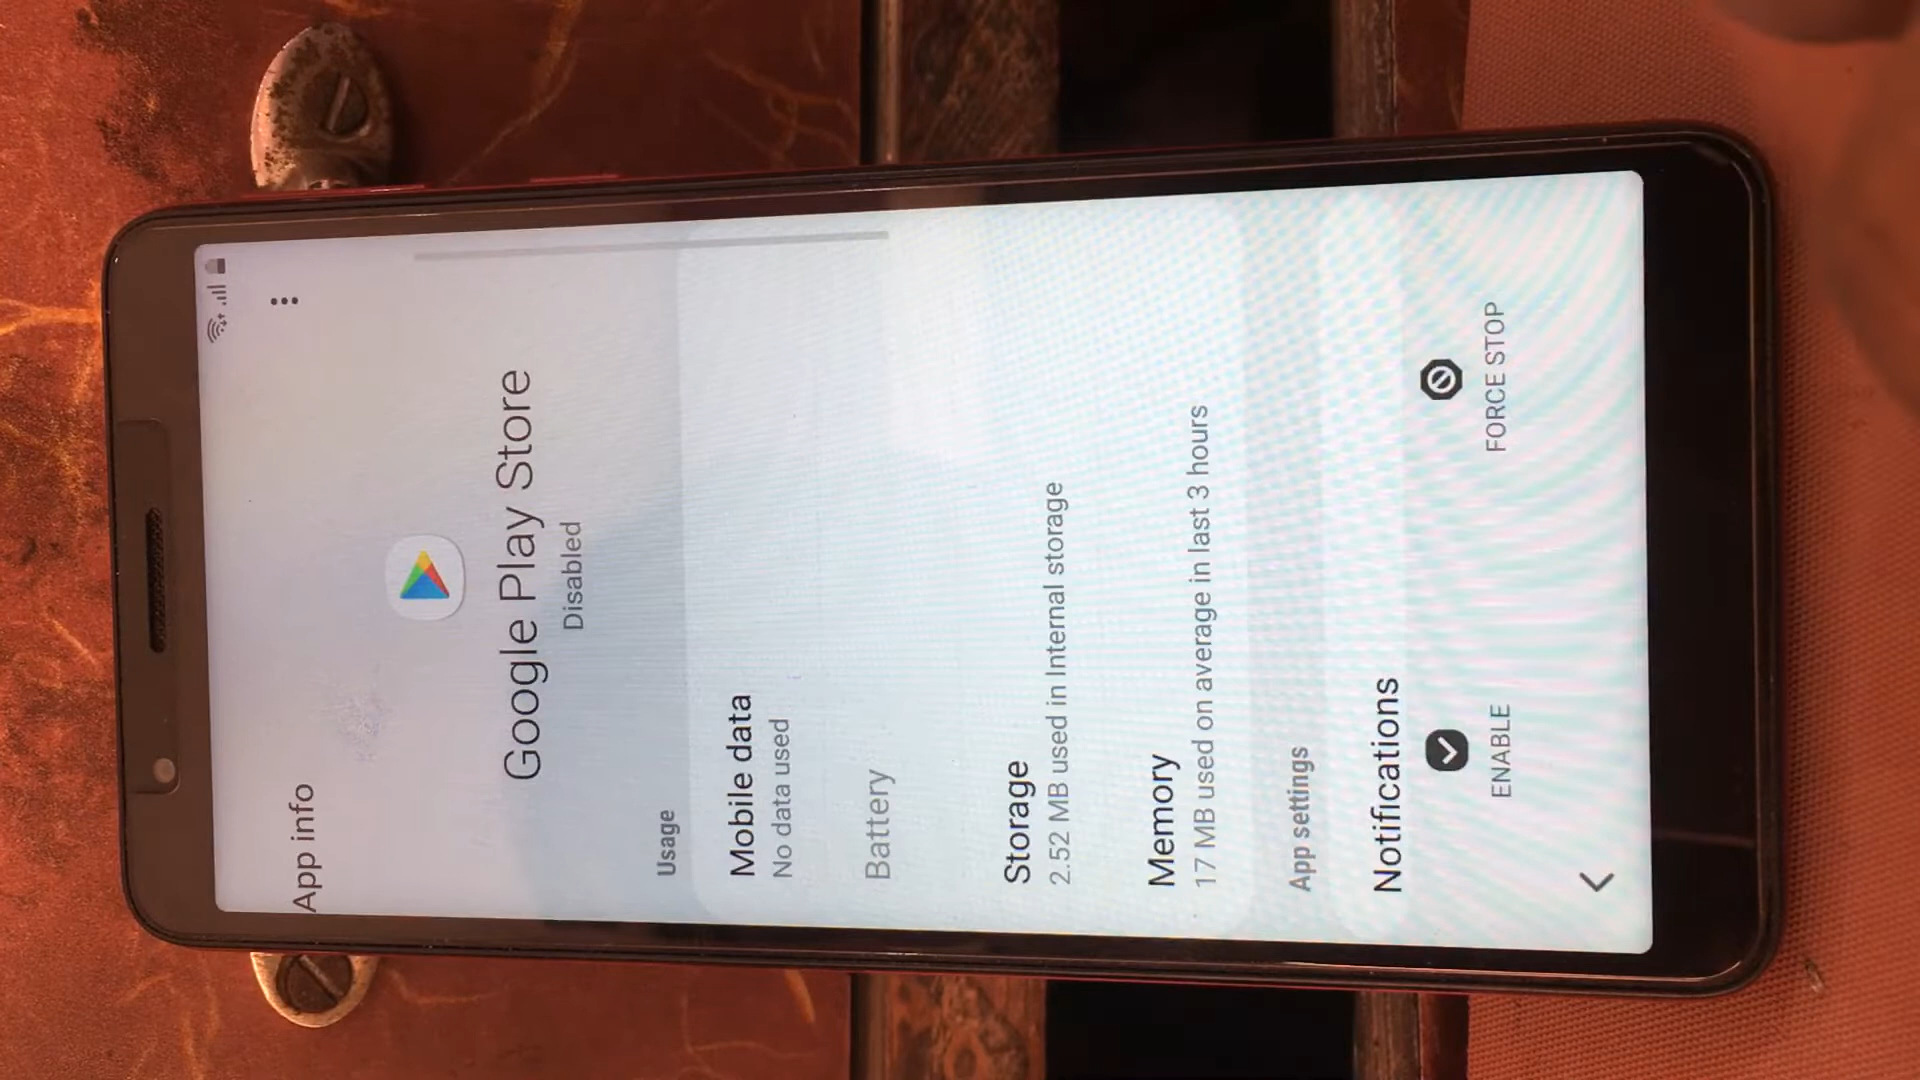 App info
Google Play Store
Disabled
Usage
Mobile data
No data used
Battery
Storage
2.52 MB used in Internal storage
Memory
17 MB used on average in last 3 hours
App settings
Notifications
ENABLE
FORCE STOP